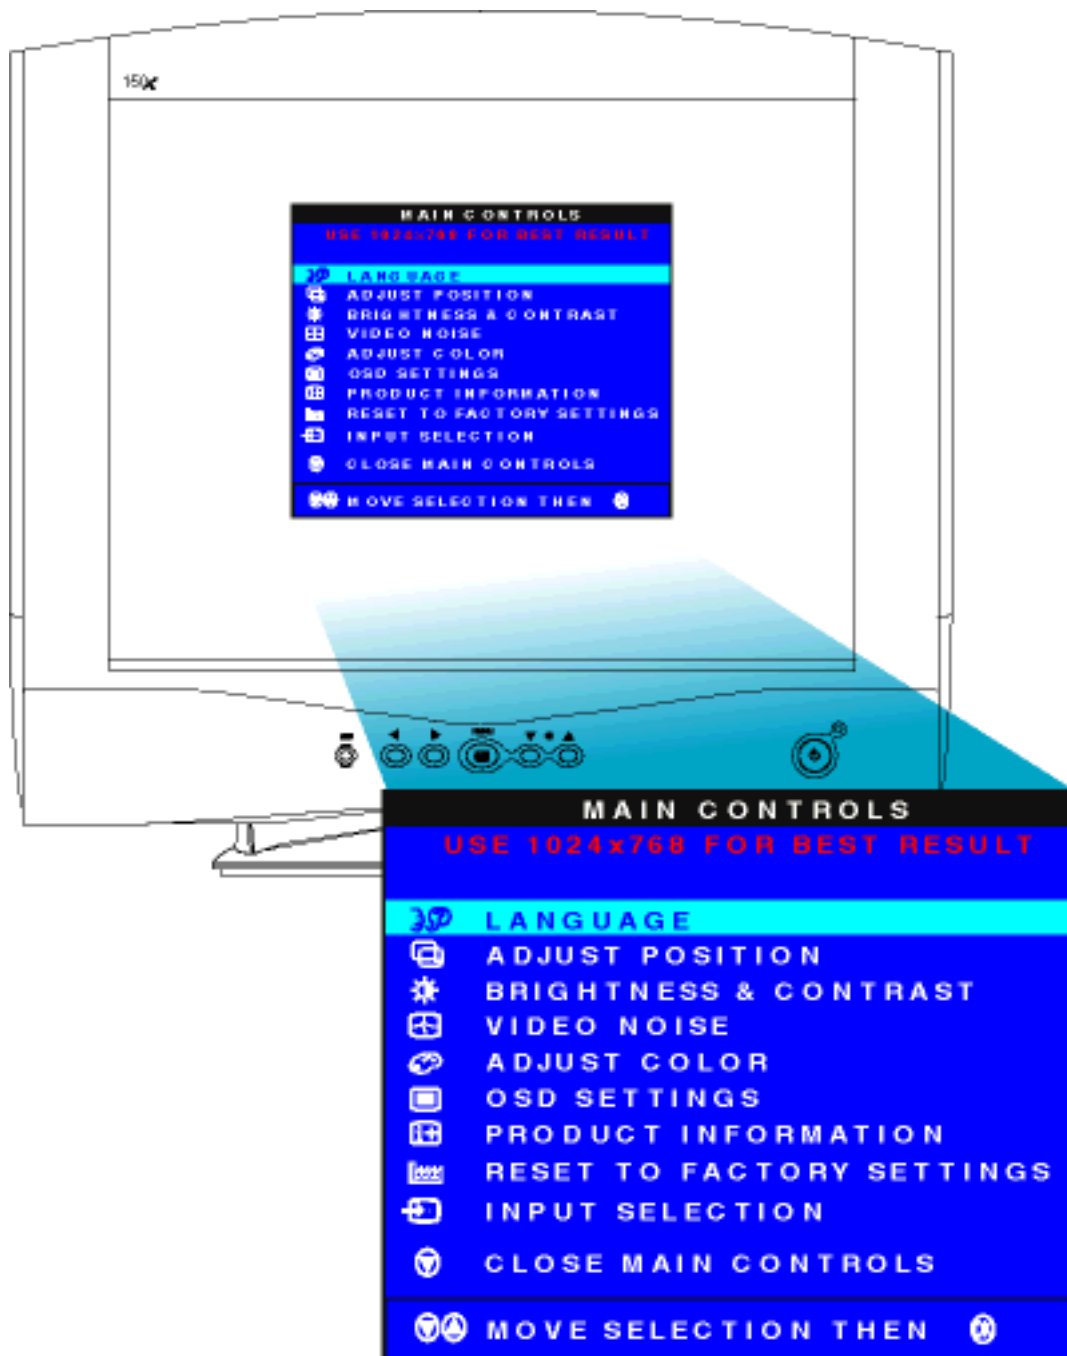 150x
MAIN CONTROLS
USE 1024x768 FOR BEST RESULT
LANGUAGE
ADJUST POSITION
BRIGHTNESS & CONTRAST
VIDEO NOISE
ADJUST COLOR
OSD SETTINGS
PRODUCT INFORMATION
RESET TO FACTORY SETTINGS
INPUT SELECTION
CLOSE MAIN CONTROLS
MOVE SELECTION THEN
MAIN CONTROLS
USE 1024x768 FOR BEST RESULT
LANGUAGE
ADJUST POSITION
BRIGHTNESS & CONTRAST
VIDEO NOISE
ADJUST COLOR
OSD SETTINGS
PRODUCT INFORMATION
RESET TO FACTORY SETTINGS
INPUT SELECTION
CLOSE MAIN CONTROLS
MOVE SELECTION THEN